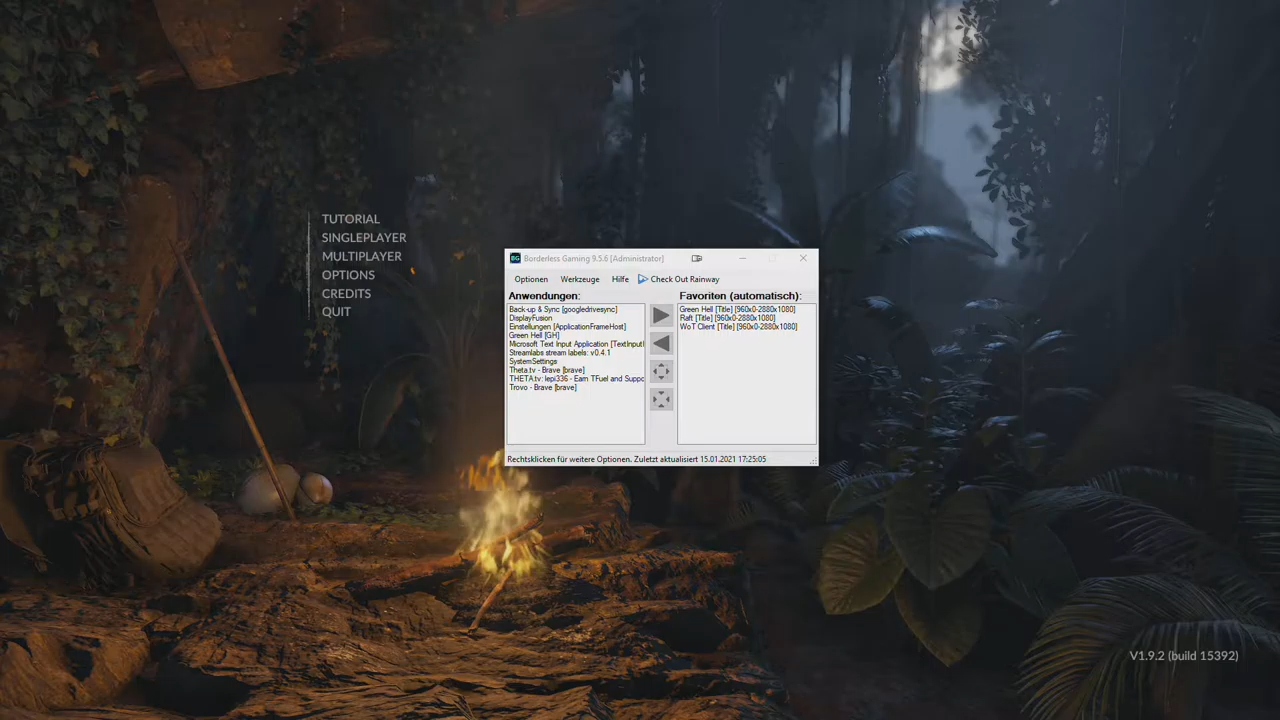 TUTORIAL
SINGLEPLAYER
MULTIPLAYER
OPTIONS
CREDITS
QUIT
BG
Borderless Gaming 9.5.6 [Administrator]
Optionen Werkzeuge Hilfe Check Out Rainway
Anwendungen:
Back-up & Sync [googledrivesync]
DisplayFusion
Einstellungen [ApplicationFrameHost]
Green Hell [GH]
Microsoft Text Input Application [TextInputI
Streamlabs stream labels: v0.4.1
SystemSettings
Theta.tv - Brave [brave]
THETA.tv: lepi336 - Earn TFuel and Suppo
Trovo - Brave [brave]
Favoriten (automatisch):
Green Hell [Title] [960x0-2880x1080]
Raft [Title] [960x0-2880x1080]
WoT Client [Title] [960x0-2880x1080]
Rechtsklicken für weitere Optionen. Zuletzt aktualisiert 15.01.2021 17:25:05
V1.9.2 (build 15392)